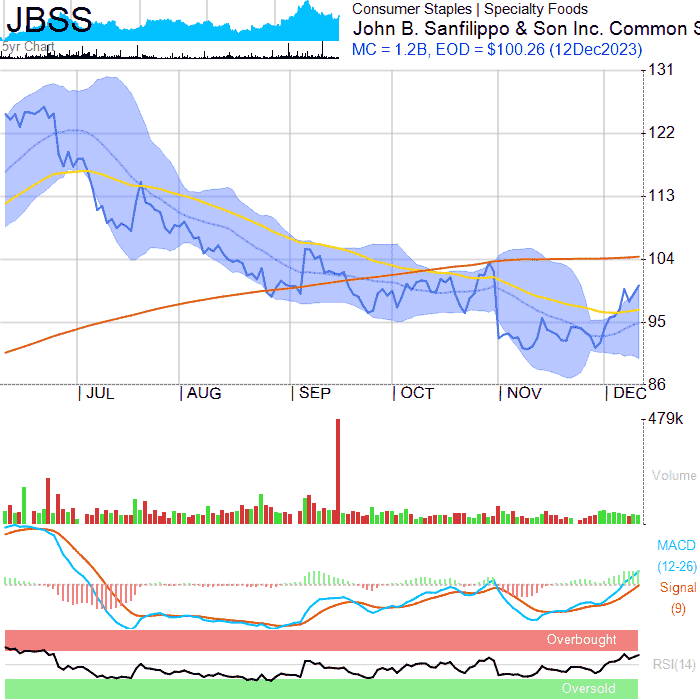 JBSS
5yr Chart
Consumer Staples | Specialty Foods
John B. Sanfilippo & Son Inc. Common S
MC = 1.2B, EOD = $100.26 (12Dec2023)
131
122
113
104
95
86
JUL AUG SEP OCT NOV DEC
479k
Volume
MACD
(12-26)
Signal
(9)
Overbought
RSI(14)
Oversold